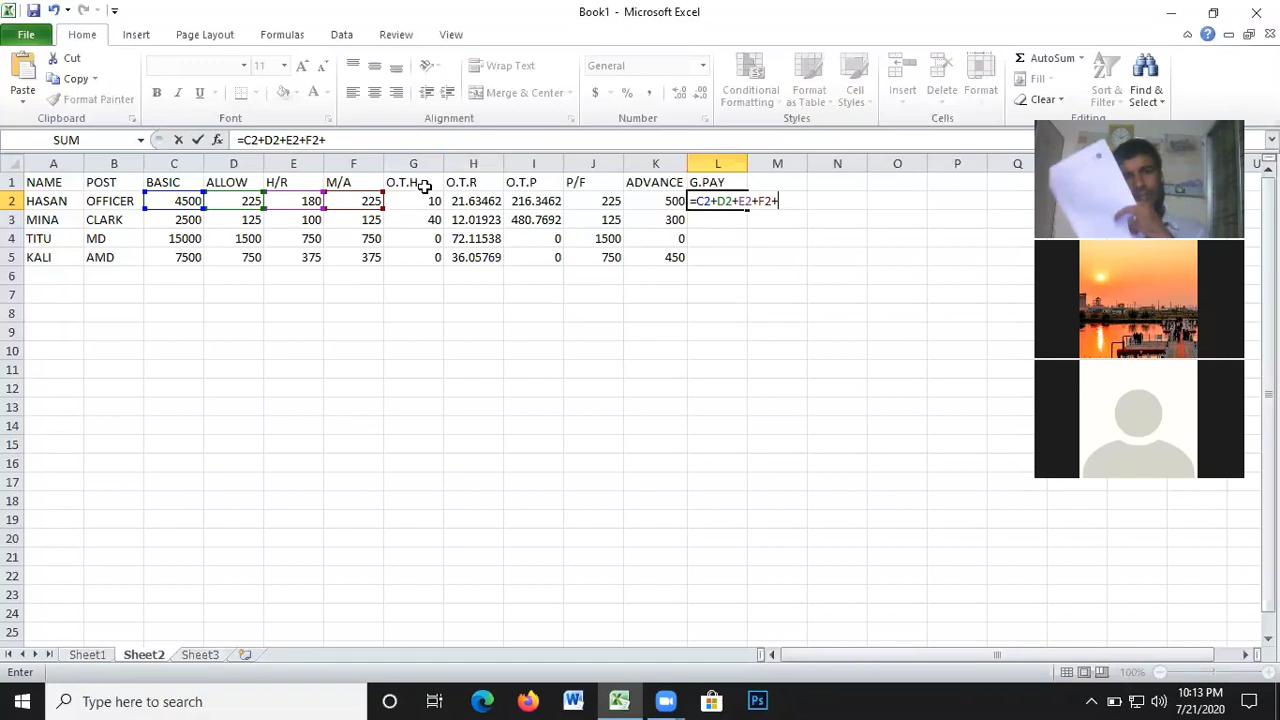 Book1 - Microsoft Excel
File Home Insert Page Layout Formulas Data Review View
Cut
Copy
Format Painter
Paste
Clipboard
11
B I U
Font
Wrap Text
Merge & Center
Alignment
General
$ % ,
Number
Conditional Formatting
Format as Table
Cell Styles
Styles
Insert Delete Format
Cells
AutoSum
Fill
Clear
Sort & Filter
Find & Select
Editing
SUM fx =C2+D2+E2+F2+
A B C D E F G H I J K L M N O P Q U
1 NAME POST BASIC ALLOW H/R M/A O.T.H O.T.R O.T.P P/F ADVANCE G.PAY
2 HASAN OFFICER 4500 225 180 225 10 21.63462 216.3462 225 500 =C2+D2+E2+F2+
3 MINA CLARK 2500 125 100 125 40 12.01923 480.7692 125 300
4 TITU MD 15000 1500 750 750 0 72.11538 0 1500 0
5 KALI AMD 7500 750 375 375 0 36.05769 0 750 450
6
7
8
9
10
11
12
13
14
15
16
17
18
19
20
21
22
23
24
25
Sheet1 Sheet2 Sheet3
Enter 100%
Type here to search
10:13 PM
7/21/2020